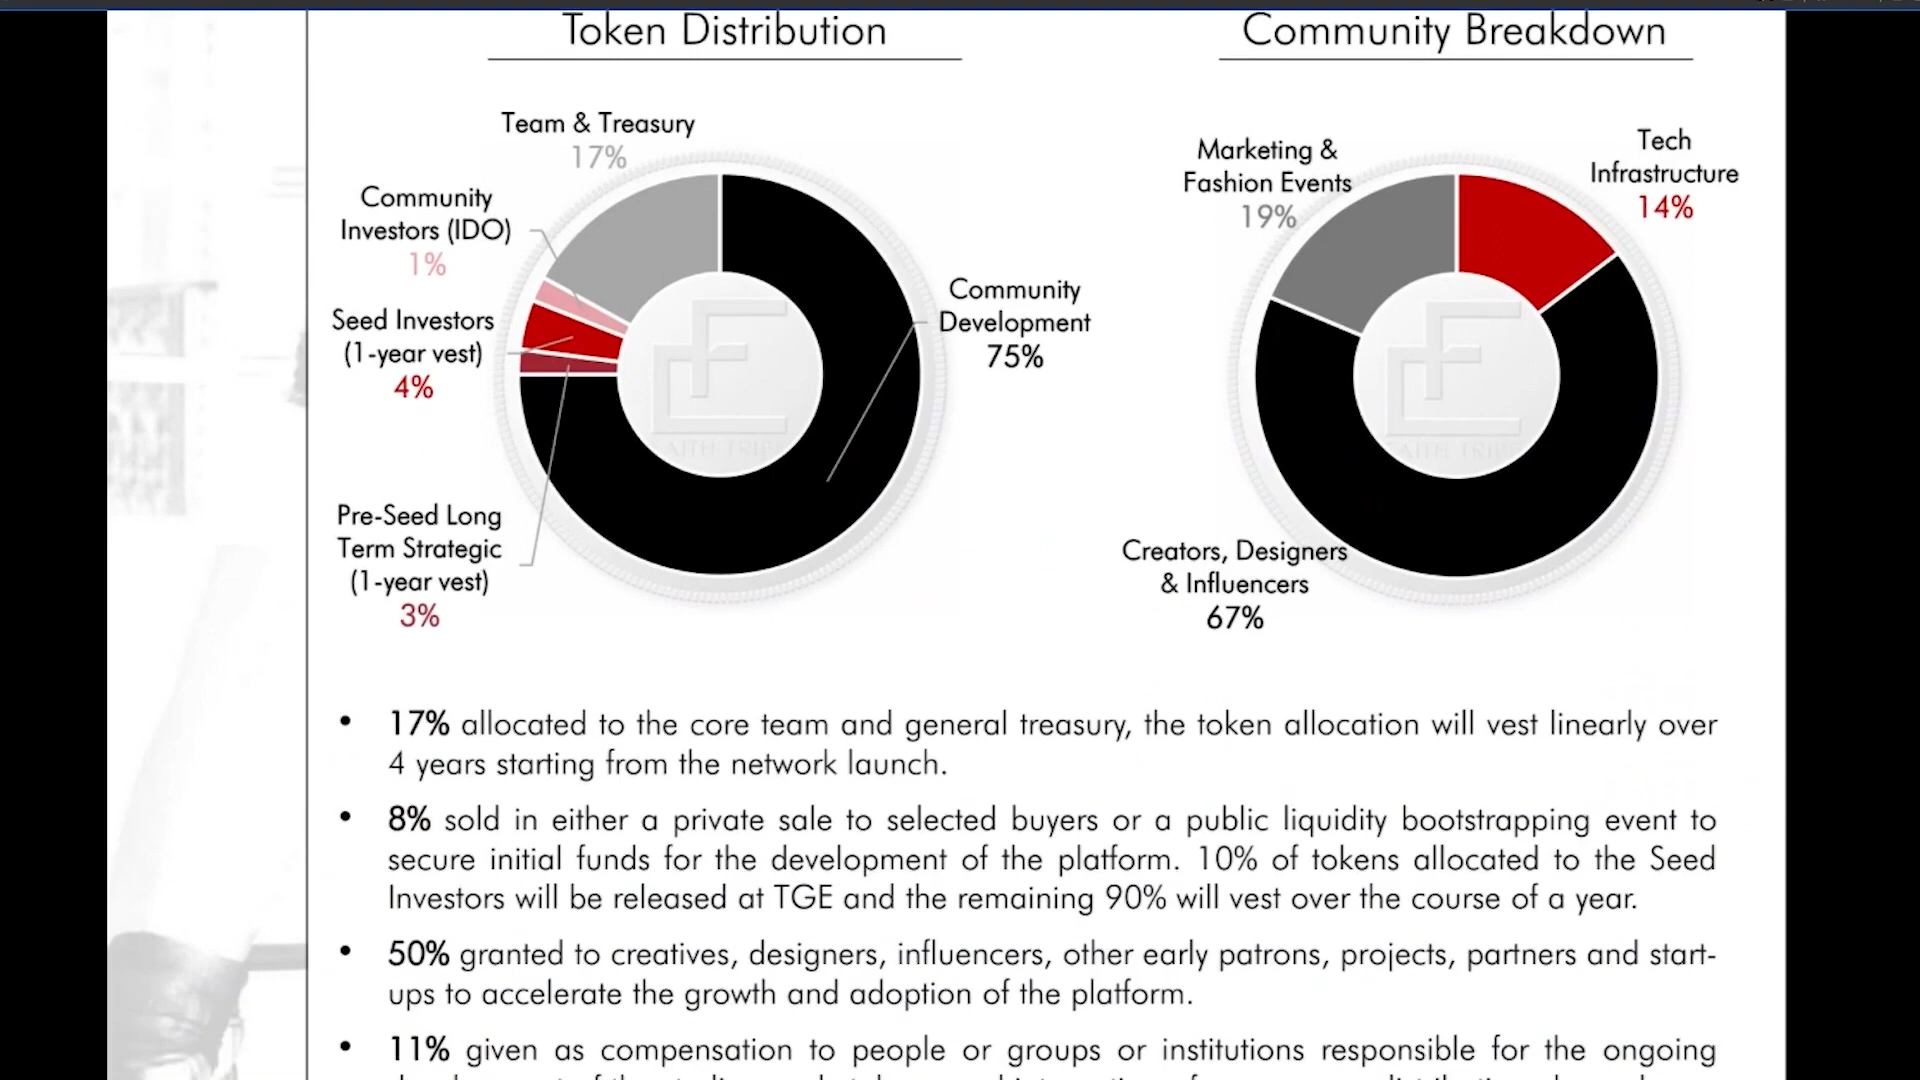 Token Distribution
Community Breakdown
Team & Treasury
17%
Community
Investors (IDO)
1%
Seed Investors
(1-year vest)
4%
Pre-Seed Long
Term Strategic
(1-year vest)
3%
Community
Development
75%
Marketing &
Fashion Events
19%
Tech
Infrastructure
14%
Creators, Designers
& Influencers
67%
• 17% allocated to the core team and general treasury, the token allocation will vest linearly over
4 years starting from the network launch.
• 8% sold in either a private sale to selected buyers or a public liquidity bootstrapping event to
secure initial funds for the development of the platform. 10% of tokens allocated to the Seed
Investors will be released at TGE and the remaining 90% will vest over the course of a year.
• 50% granted to creatives, designers, influencers, other early patrons, projects, partners and start-
ups to accelerate the growth and adoption of the platform.
• 11% given as compensation to people or groups or institutions responsible for the ongoing